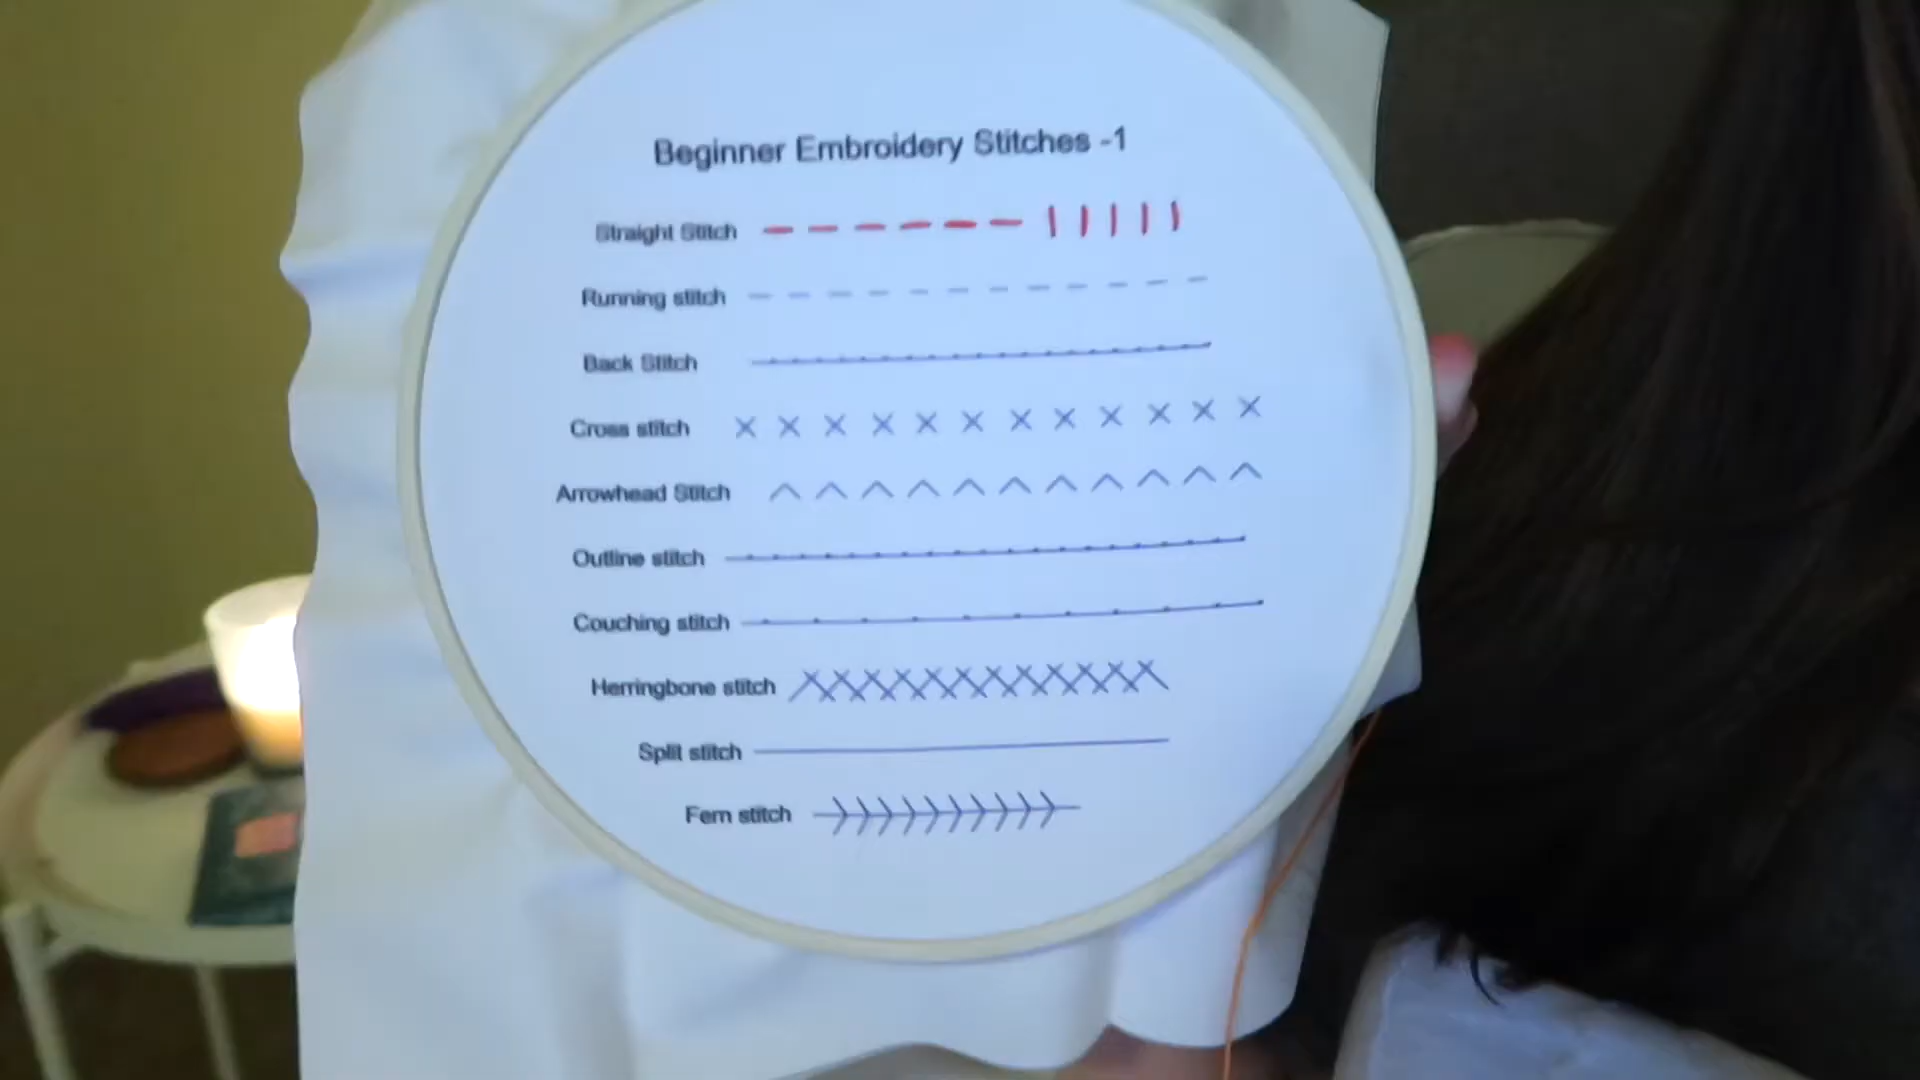 Beginner Embroidery Stitches -1
Straight Stitch
Running stitch
Back Stitch
Cross stitch
Arrowhead Stitch
Outline stitch
Couching stitch
Herringbone stitch
Split stitch
Fern stitch